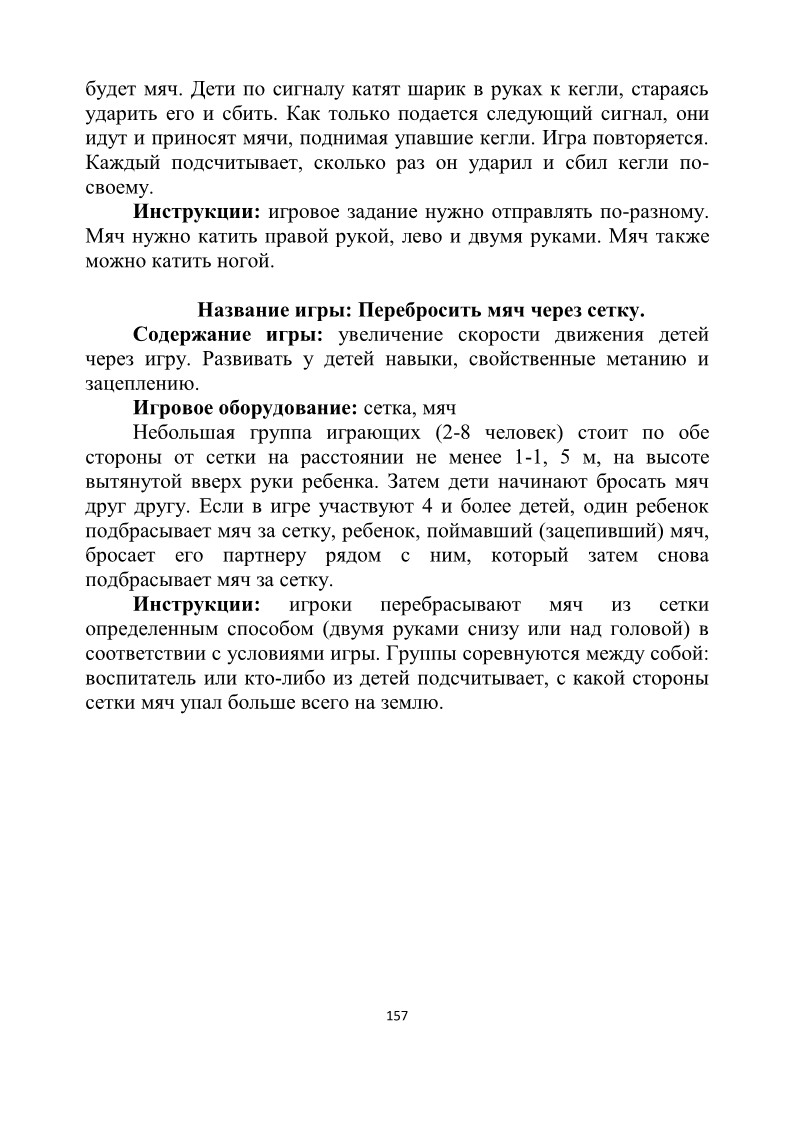 будет мяч. Дети по сигналу катят шарик в руках к кегли, стараясь
ударить его и сбить. Как только подается следующий сигнал, они
идут и приносят мячи, поднимая упавшие кегли. Игра повторяется.
Каждый подсчитывает, сколько раз он ударил и сбил кегли по-
своему.
Инструкции: игровое задание нужно отправлять по-разному.
Мяч нужно катить правой рукой, лево и двумя руками. Мяч также
можно катить ногой.
Название игры: Перебросить мяч через сетку.
Содержание игры: увеличение скорости движения детей
через игру. Развивать у детей навыки, свойственные метанию и
зацеплению.
Игровое оборудование: сетка, мяч
Небольшая группа играющих (2-8 человек) стоит по обе
стороны от сетки на расстоянии не менее 1-1, 5 м, на высоте
вытянутой вверх руки ребенка. Затем дети начинают бросать мяч
друг другу. Если в игре участвуют 4 и более детей, один ребенок
подбрасывает мяч за сетку, ребенок, поймавший (зацепивший) мяч,
бросает его партнеру рядом с ним, который затем снова
подбрасывает мяч за сетку.
Инструкции: игроки перебрасывают мяч из сетки
определенным способом (двумя руками снизу или над головой) в
соответствии с условиями игры. Группы соревнуются между собой:
воспитатель или кто-либо из детей подсчитывает, с какой стороны
сетки мяч упал больше всего на землю.
157